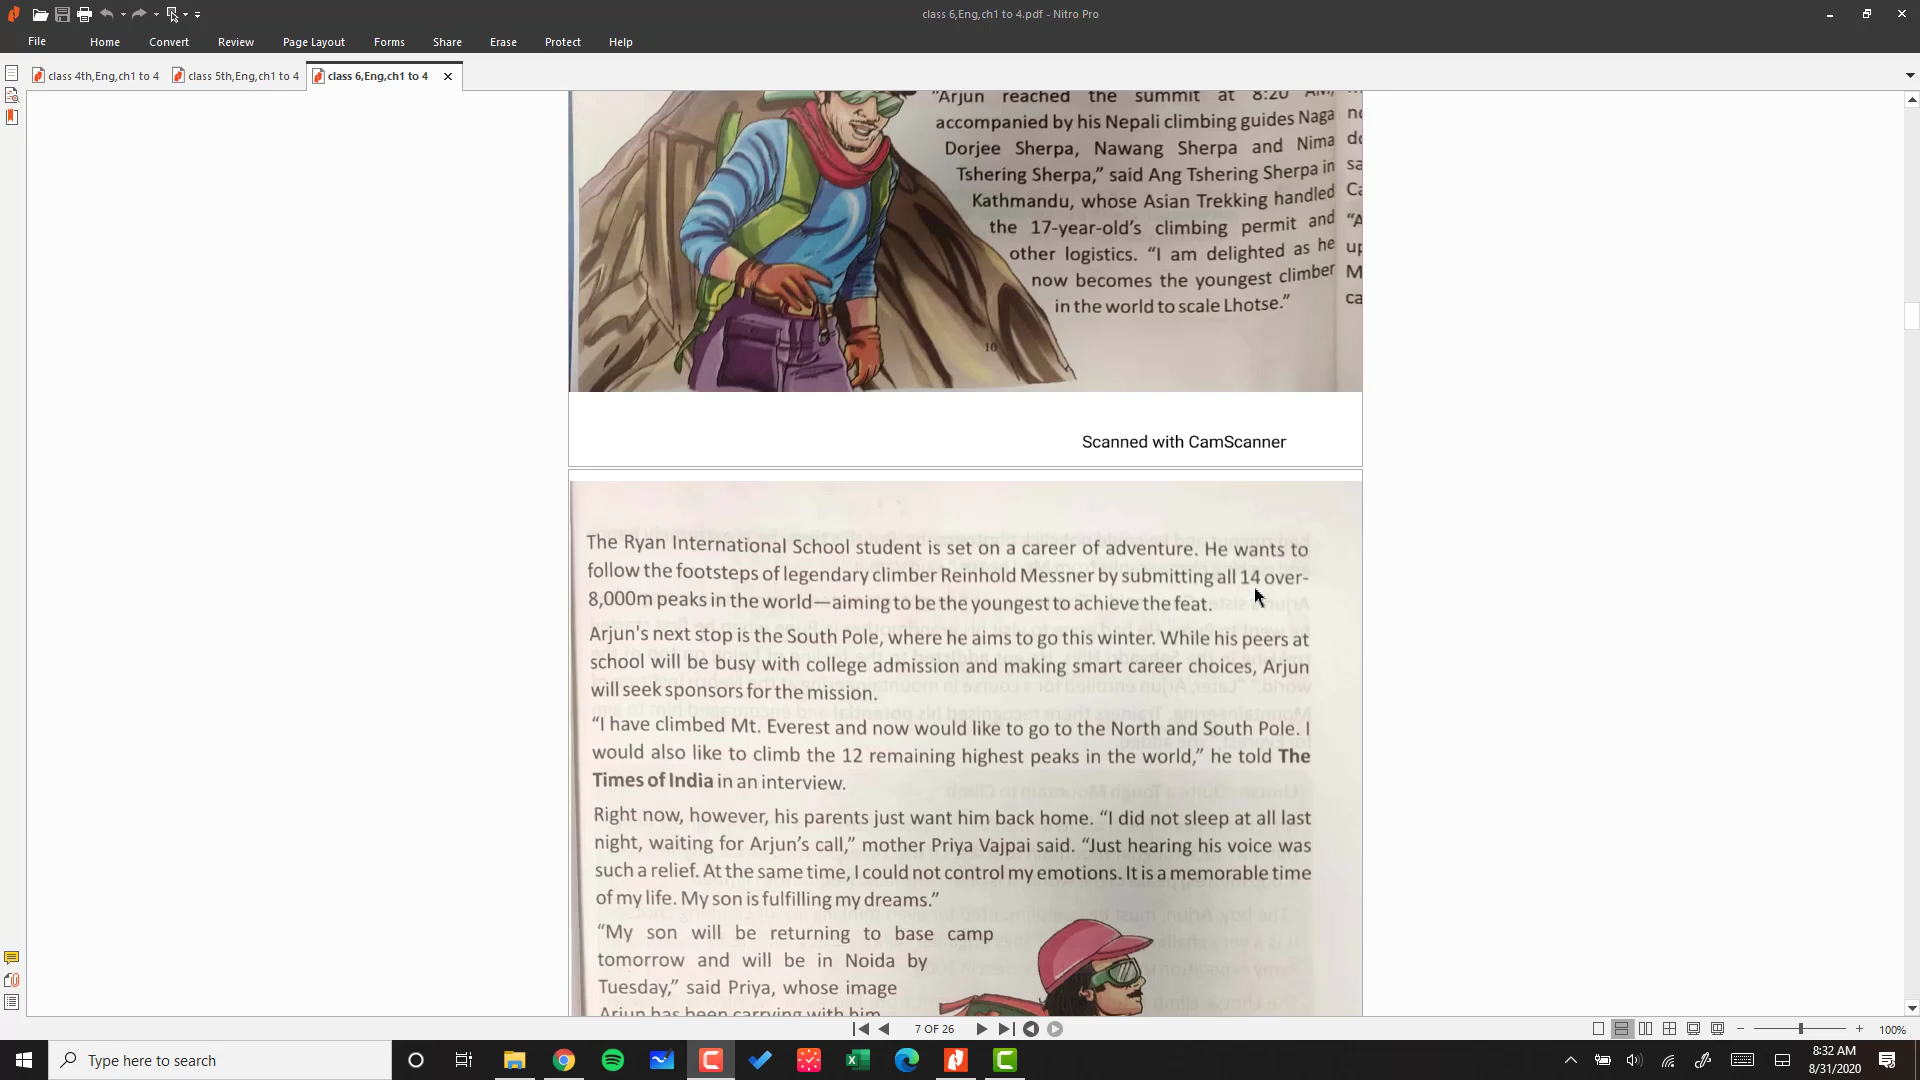 class 6,Eng,ch1 to 4.pdf - Nitro Pro
File Home Convert Review Page Layout Forms Share Erase Protect Help
class 4th,Eng,ch1 to 4 class 5th,Eng,ch1 to 4 class 6,Eng,ch1 to 4
"Arjun reached the summit at 8:20 AM,
accompanied by his Nepali climbing guides Naga
Dorjee Sherpa, Nawang Sherpa and Nima
Tshering Sherpa," said Ang Tshering Sherpa in
Kathmandu, whose Asian Trekking handled
the 17-year-old's climbing permit and
other logistics. "I am delighted as he
now becomes the youngest climber
in the world to scale Lhotse."
10
Scanned with CamScanner
The Ryan International School student is set on a career of adventure. He wants to
follow the footsteps of legendary climber Reinhold Messner by submitting all 14 over-
8,000m peaks in the world—aiming to be the youngest to achieve the feat.
Arjun's next stop is the South Pole, where he aims to go this winter. While his peers at
school will be busy with college admission and making smart career choices, Arjun
will seek sponsors for the mission.
"I have climbed Mt. Everest and now would like to go to the North and South Pole. I
would also like to climb the 12 remaining highest peaks in the world," he told The
Times of India in an interview.
Right now, however, his parents just want him back home. "I did not sleep at all last
night, waiting for Arjun's call," mother Priya Vajpai said. "Just hearing his voice was
such a relief. At the same time, I could not control my emotions. It is a memorable time
of my life. My son is fulfilling my dreams."
"My son will be returning to base camp
tomorrow and will be in Noida by
Tuesday," said Priya, whose image
Arjun has been carrying with him
7 OF 26
100%
Type here to search
8:32 AM
8/31/2020